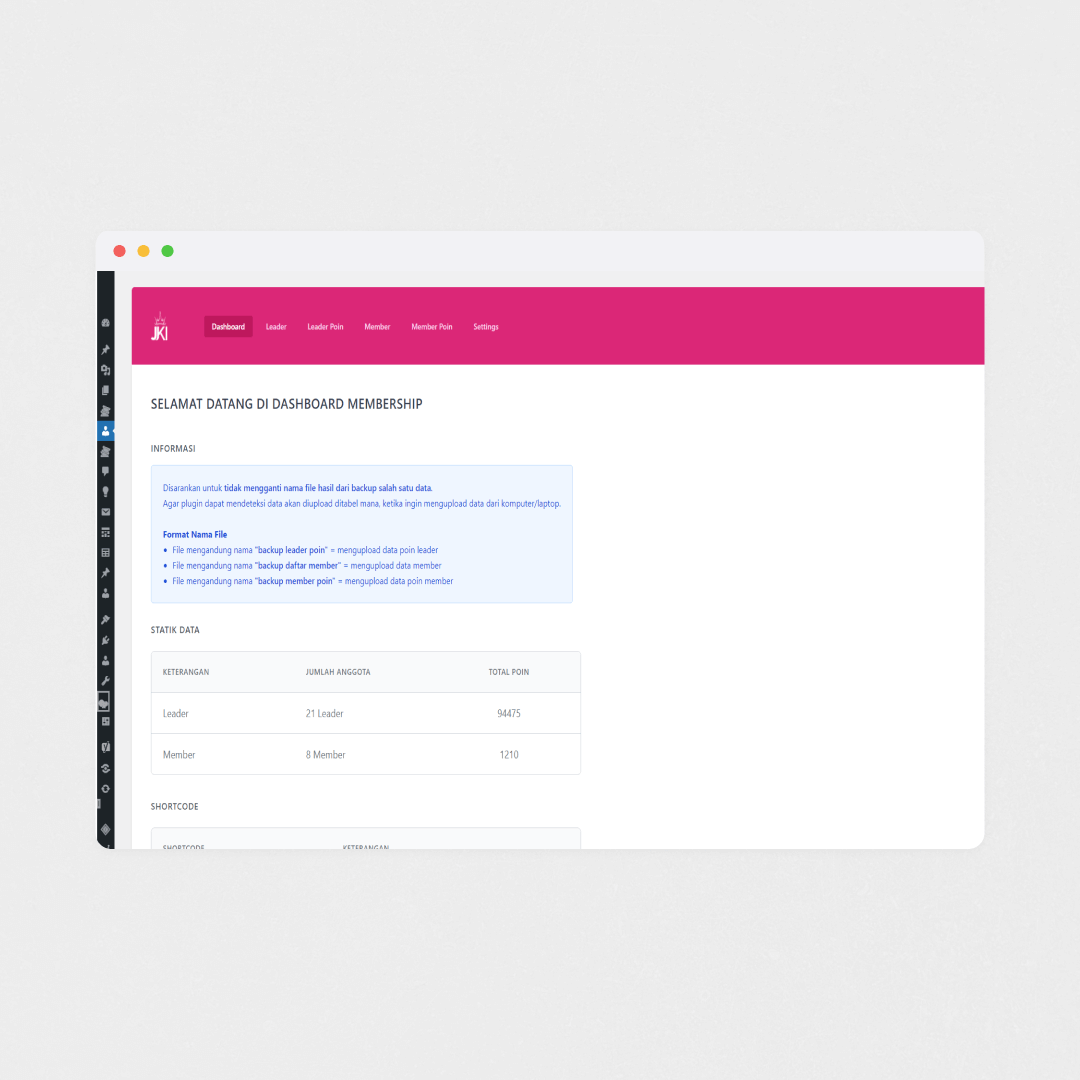 JKI
Dashboard Leader Leader Poin Member Member Poin Settings
SELAMAT DATANG DI DASHBOARD MEMBERSHIP
INFORMASI
Disarankan untuk tidak mengganti nama file hasil dari backup salah satu data.
Agar plugin dapat mendeteksi data akan diupload ditabel mana, ketika ingin mengupload data dari komputer/laptop.
Format Nama File
• File mengandung nama "backup leader poin" = mengupload data poin leader
• File mengandung nama "backup daftar member" = mengupload data member
• File mengandung nama "backup member poin" = mengupload data poin member
STATIK DATA
KETERANGAN JUMLAH ANGGOTA TOTAL POIN
Leader 21 Leader 94475
Member 8 Member 1210
SHORTCODE
SHORTCODE KETERANGAN